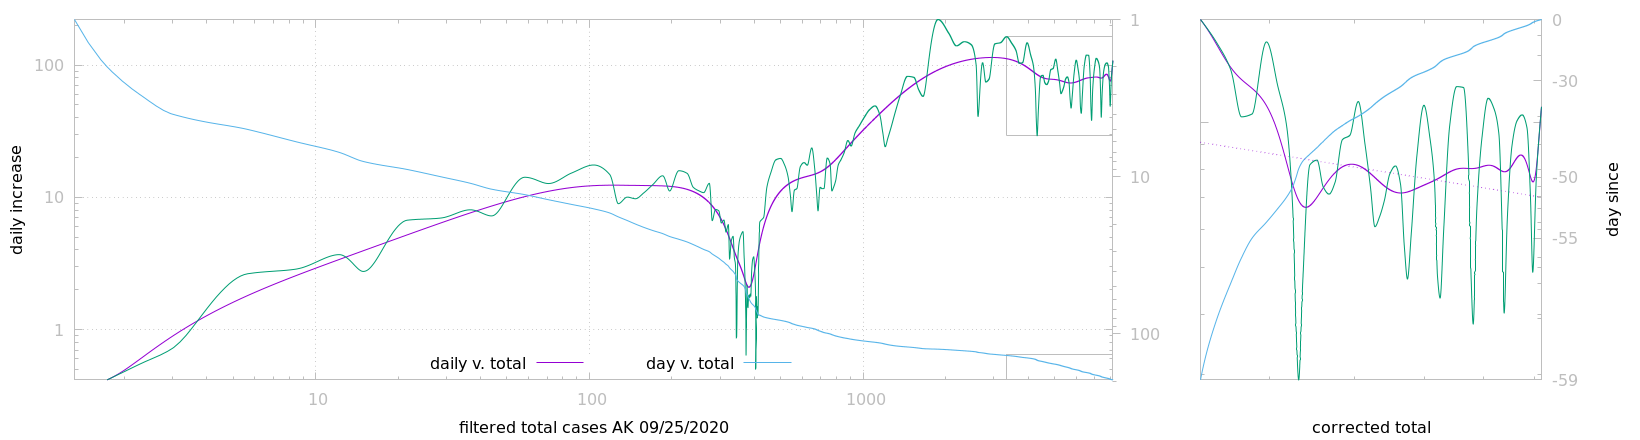 daily increase
100
10
1
1
10
100
0
-30
-50
-55
-59
day since
daily v. total
day v. total
10
100
1000
filtered total cases AK 09/25/2020
corrected total